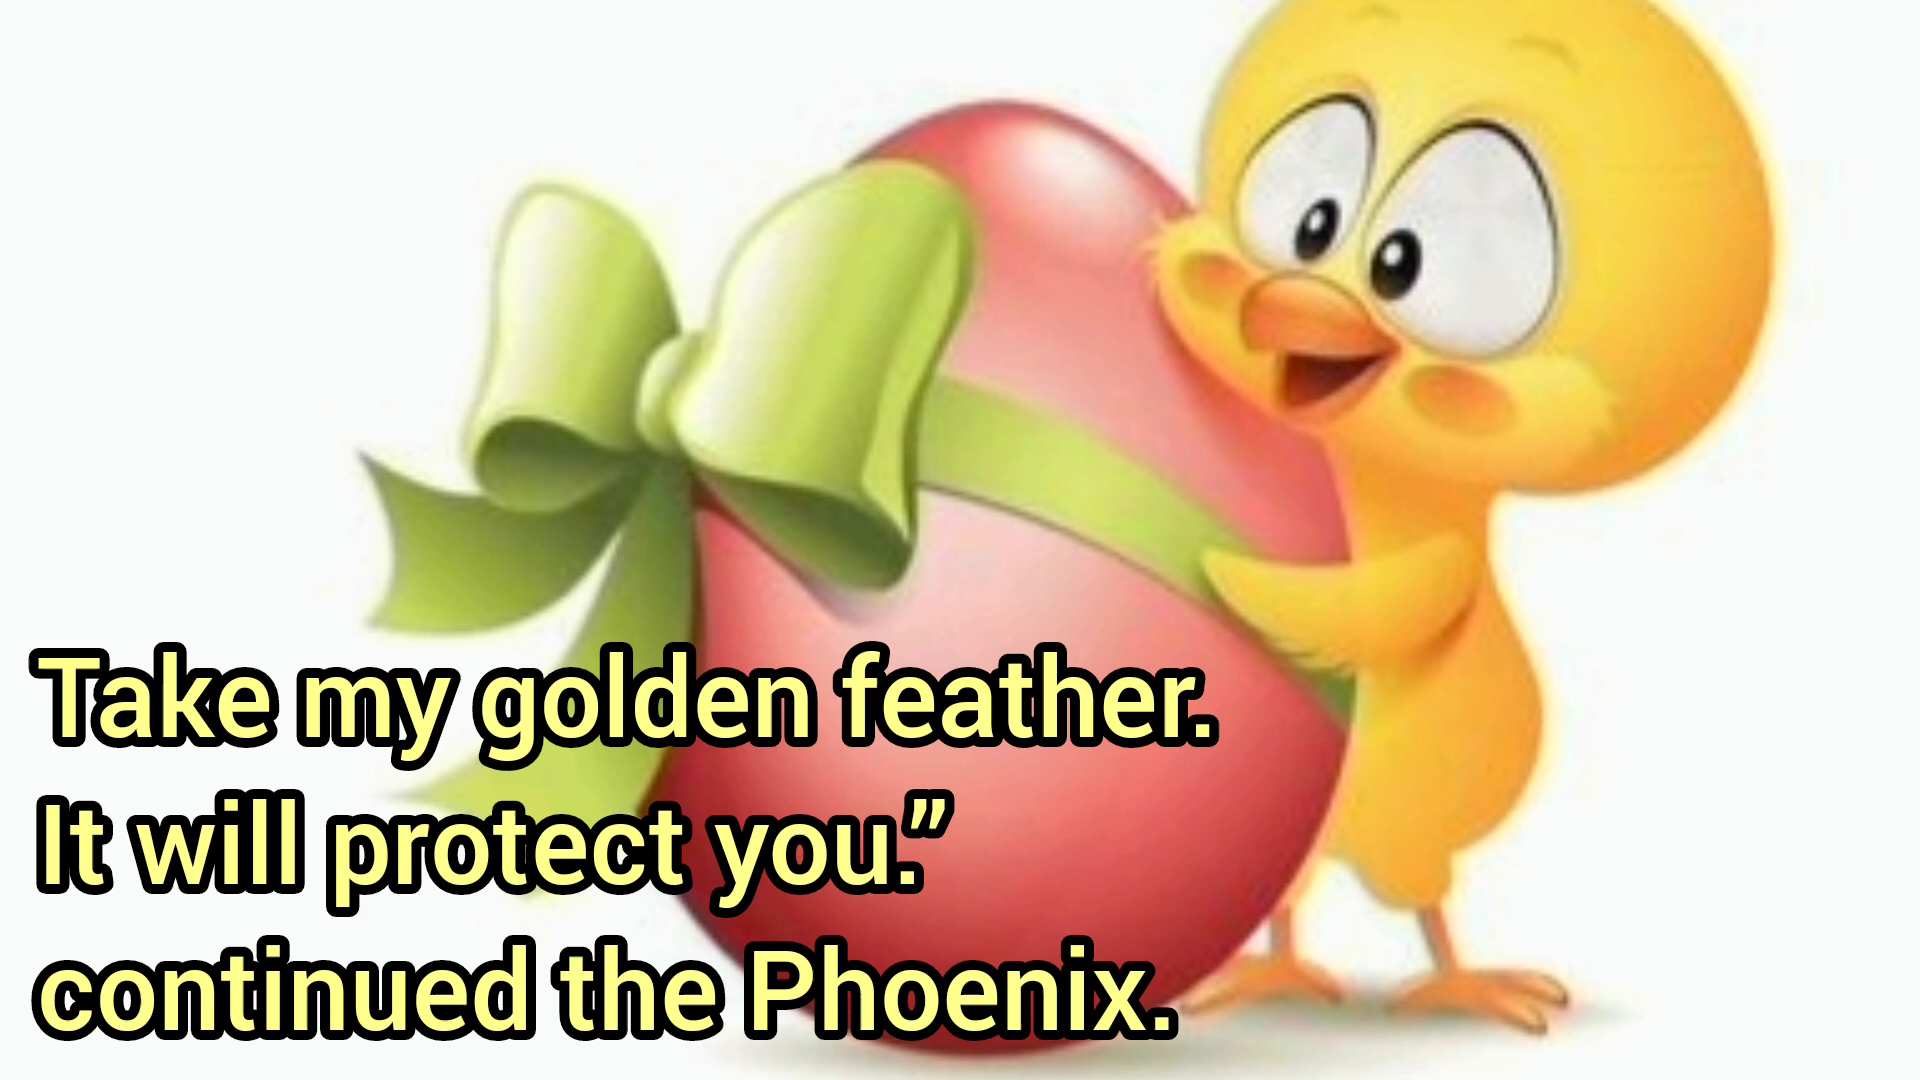 Take my golden feather.
It will protect you.”
continued the Phoenix.